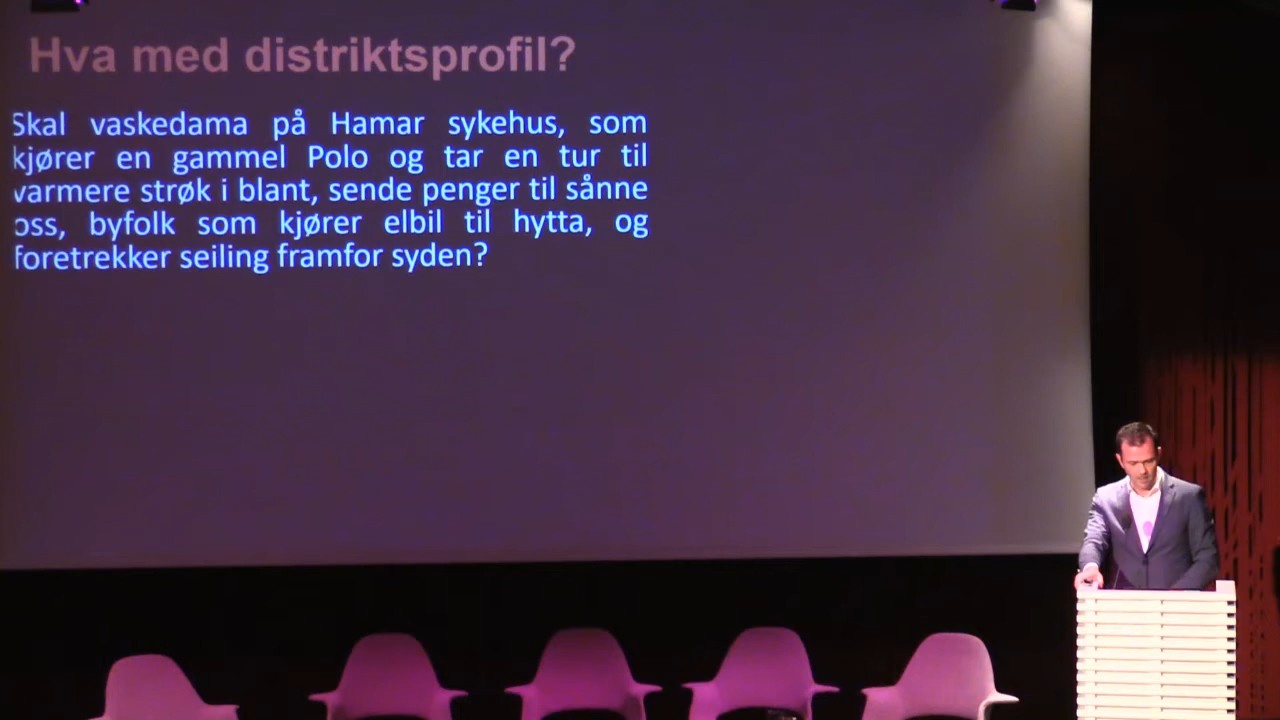 Hva med distriktsprofil?
Skal vaskedama på Hamar sykehus, som
kjører en gammel Polo og tar en tur til
varmere strøk i blant, sende penger til sånne
oss, byfolk som kjører elbil til hytta, og
foretrekker seiling framfor syden?